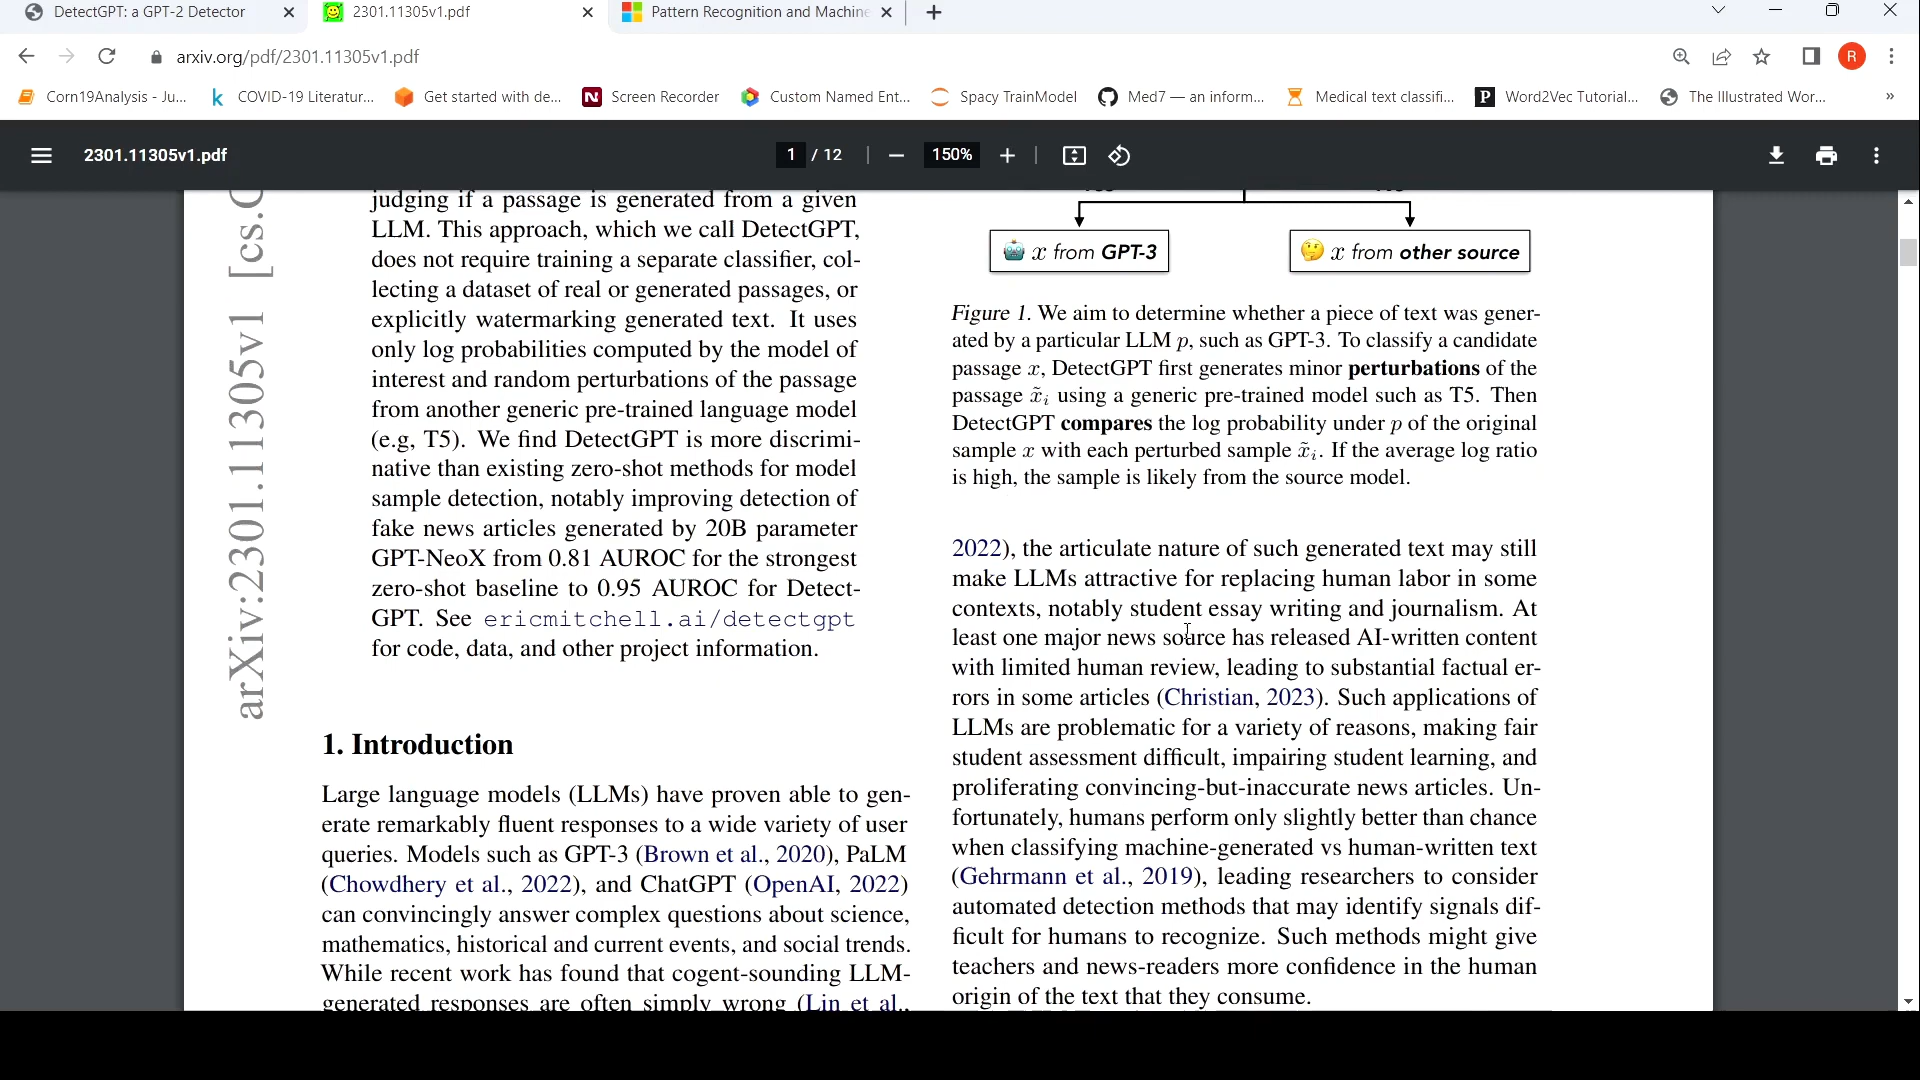 DetectGPT: a GPT-2 Detector
2301.11305v1.pdf
Pattern Recognition and Machine
arxiv.org/pdf/2301.11305v1.pdf
R
Corn19Analysis - Ju...
COVID-19 Literatur...
Get started with de...
Screen Recorder
Custom Named Ent...
Spacy TrainModel
Med7 — an inform...
Medical text classifi...
Word2Vec Tutorial...
The Illustrated Wor...
»
2301.11305v1.pdf
1 / 12
150%
arXiv:2301.11305v1 [cs.C
judging if a passage is generated from a given
LLM. This approach, which we call DetectGPT,
does not require training a separate classifier, col-
lecting a dataset of real or generated passages, or
explicitly watermarking generated text. It uses
only log probabilities computed by the model of
interest and random perturbations of the passage
from another generic pre-trained language model
(e.g, T5). We find DetectGPT is more discrimi-
native than existing zero-shot methods for model
sample detection, notably improving detection of
fake news articles generated by 20B parameter
GPT-NeoX from 0.81 AUROC for the strongest
zero-shot baseline to 0.95 AUROC for Detect-
GPT. See ericmitchell.ai/detectgpt
for code, data, and other project information.
1. Introduction
Large language models (LLMs) have proven able to gen-
erate remarkably fluent responses to a wide variety of user
queries. Models such as GPT-3 (Brown et al., 2020), PaLM
(Chowdhery et al., 2022), and ChatGPT (OpenAI, 2022)
can convincingly answer complex questions about science,
mathematics, historical and current events, and social trends.
While recent work has found that cogent-sounding LLM-
generated responses are often simply wrong (Lin et al.,
x from GPT-3
x from other source
Figure 1. We aim to determine whether a piece of text was gener-
ated by a particular LLM p, such as GPT-3. To classify a candidate
passage x, DetectGPT first generates minor perturbations of the
passage x̃ᵢ using a generic pre-trained model such as T5. Then
DetectGPT compares the log probability under p of the original
sample x with each perturbed sample x̃ᵢ. If the average log ratio
is high, the sample is likely from the source model.
2022), the articulate nature of such generated text may still
make LLMs attractive for replacing human labor in some
contexts, notably student essay writing and journalism. At
least one major news source has released AI-written content
with limited human review, leading to substantial factual er-
rors in some articles (Christian, 2023). Such applications of
LLMs are problematic for a variety of reasons, making fair
student assessment difficult, impairing student learning, and
proliferating convincing-but-inaccurate news articles. Un-
fortunately, humans perform only slightly better than chance
when classifying machine-generated vs human-written text
(Gehrmann et al., 2019), leading researchers to consider
automated detection methods that may identify signals dif-
ficult for humans to recognize. Such methods might give
teachers and news-readers more confidence in the human
origin of the text that they consume.